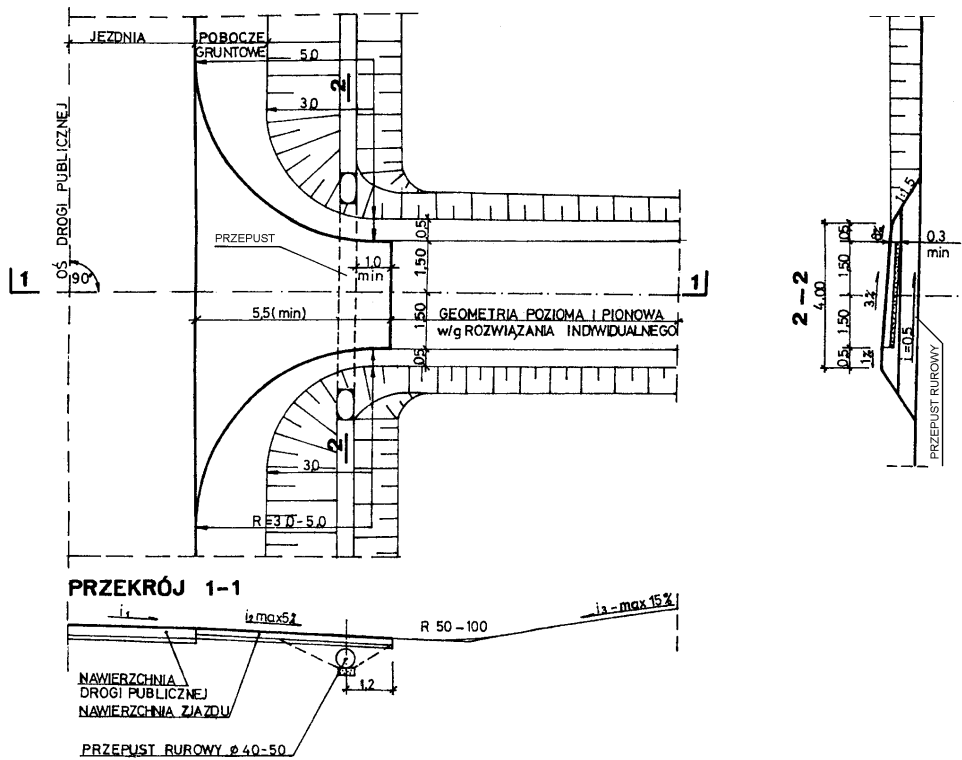 JEZDNIA
POBOCZE
GRUNTOWE
5,0
2
3,0
OŚ DROGI PUBLICZNEJ
90°
1
PRZEPUST
1,0
min
0,5
1,50
1,50
0,5
1
5,5(min)
GEOMETRIA POZIOMA I PIONOWA
w/g ROZWIĄZANIA INDYWIDUALNEGO
2
3,0
R=3,0-5,0
2-2
4,00
0,5
1,50
1,50
0,5
1:1,5
0,3
min
i=0,5
PRZEPUST RUROWY
PRZEKRÓJ 1-1
i₁
i₂ max5%
R 50-100
i₃-max 15%
1,2
NAWIERZCHNIA
DROGI PUBLICZNEJ
NAWIERZCHNIA ZJAZDU
PRZEPUST RUROWY ø 40-50